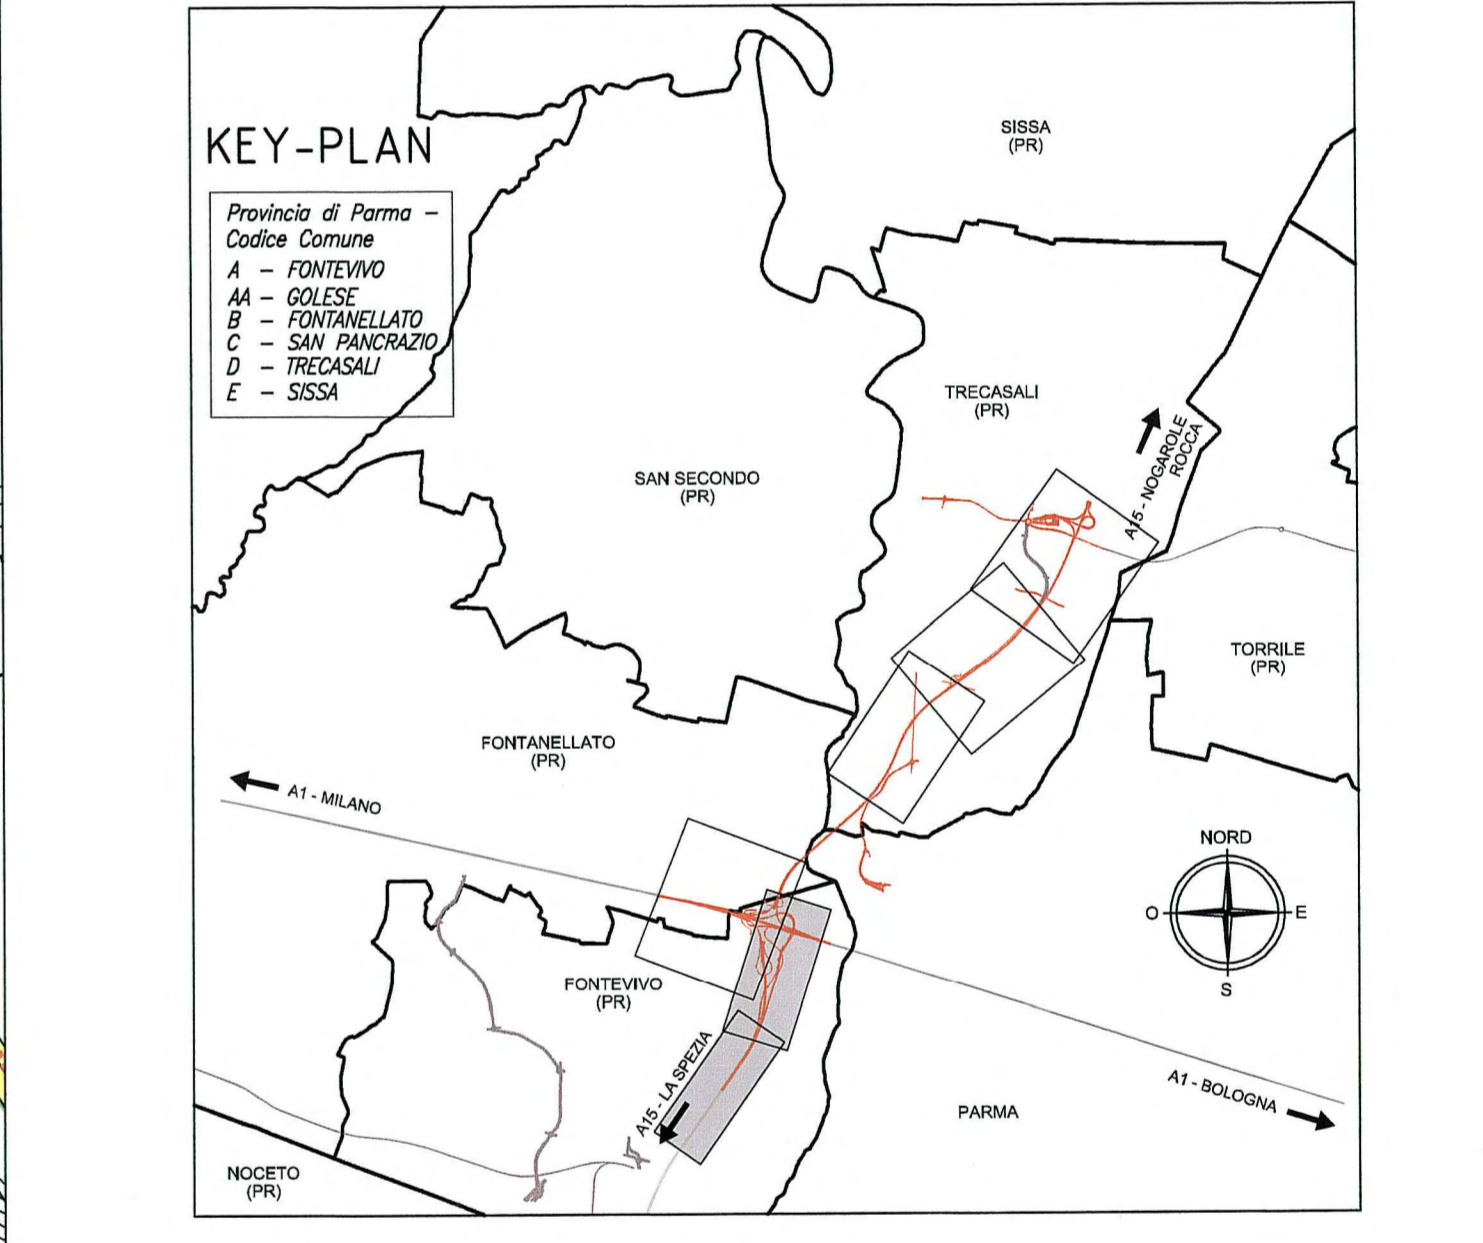 KEY-PLAN
Provincia di Parma –
Codice Comune
A – FONTEVIVO
AA – GOLESE
B – FONTANELLATO
C – SAN PANCRAZIO
D – TRECASALI
E – SISSA
SISSA
(PR)
TRECASALI
(PR)
A15 - NOGAROLE
ROCCA
SAN SECONDO
(PR)
TORRILE
(PR)
FONTANELLATO
(PR)
A1 - MILANO
NORD
O
E
S
FONTEVIVO
(PR)
A15 - LA SPEZIA
A1 - BOLOGNA
PARMA
NOCETO
(PR)